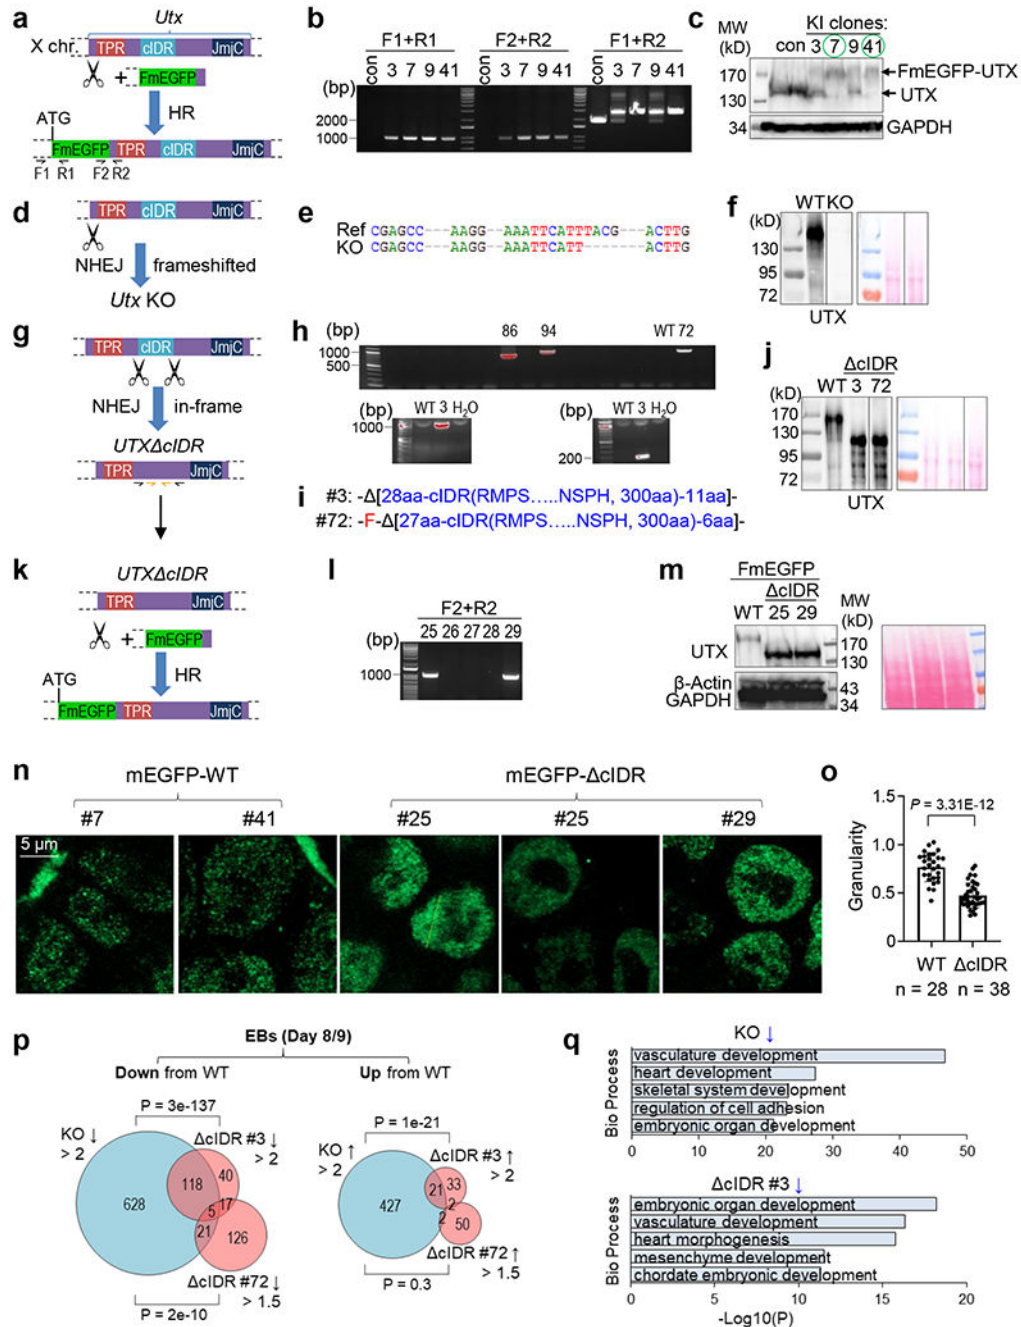 a
Utx
X chr.
TPR
cIDR
JmjC
+
FmEGFP
HR
ATG
FmEGFP
TPR
cIDR
JmjC
F1
R1
F2
R2
b
F1+R1
F2+R2
F1+R2
con
3 7 9 41
con
3 7 9 41
con
3 7 9 41
(bp)
2000
1000
c
KI clones:
MW
(kD)
con 3 7 9 41
170
FmEGFP-UTX
130
UTX
34
GAPDH
d
TPR
cIDR
JmjC
NHEJ
frameshifted
Utx KO
e
Ref CGAGCC---AAGG-AAATTCATTTACG---ACTTG
KO CGAGCC---AAGG-AAATTCATT-------ACTTG
f
WT KO
(kD)
130
95
72
UTX
g
TPR
cIDR
JmjC
NHEJ
in-frame
UTXΔcIDR
TPR
JmjC
h
(bp)
86
94
WT 72
1000
500
(bp)
WT 3 H2O
1000
(bp)
WT 3 H2O
200
i
#3: -Δ[28aa-cIDR(RMPS.....NSPH, 300aa)-11aa]-
#72: -F-Δ[27aa-cIDR(RMPS.....NSPH, 300aa)-6aa]-
j
ΔcIDR
WT 3 72
(kD)
170
130
95
72
UTX
k
UTXΔcIDR
TPR
JmjC
+
FmEGFP
HR
ATG
FmEGFP
TPR
JmjC
l
F2+R2
25 26 27 28 29
(bp)
1000
m
FmEGFP
ΔcIDR
WT 25 29
MW
(kD)
UTX
170
130
β-Actin
43
GAPDH
34
n
mEGFP-WT
mEGFP-ΔcIDR
#7
#41
#25
#25
#29
5 µm
o
P = 3.31E-12
Granularity
1.5
1.0
0.5
0
WT
ΔcIDR
n = 28
n = 38
p
EBs (Day 8/9)
Down from WT
Up from WT
P = 3e-137
KO ↓
> 2
ΔcIDR #3 ↓
> 2
628
118
40
5
17
21
126
ΔcIDR #72 ↓
> 1.5
P = 2e-10
P = 1e-21
KO ↑
> 2
ΔcIDR #3 ↑
> 2
427
21
33
2
2
50
ΔcIDR #72 ↑
> 1.5
P = 0.3
q
KO ↓
Bio Process
vasculature development
heart development
skeletal system development
regulation of cell adhesion
embryonic organ development
0 10 20 30 40 50
ΔcIDR #3 ↓
Bio Process
embryonic organ development
vasculature development
heart morphogenesis
mesenchyme development
chordate embryonic development
0 5 10 15 20
-Log10(P)